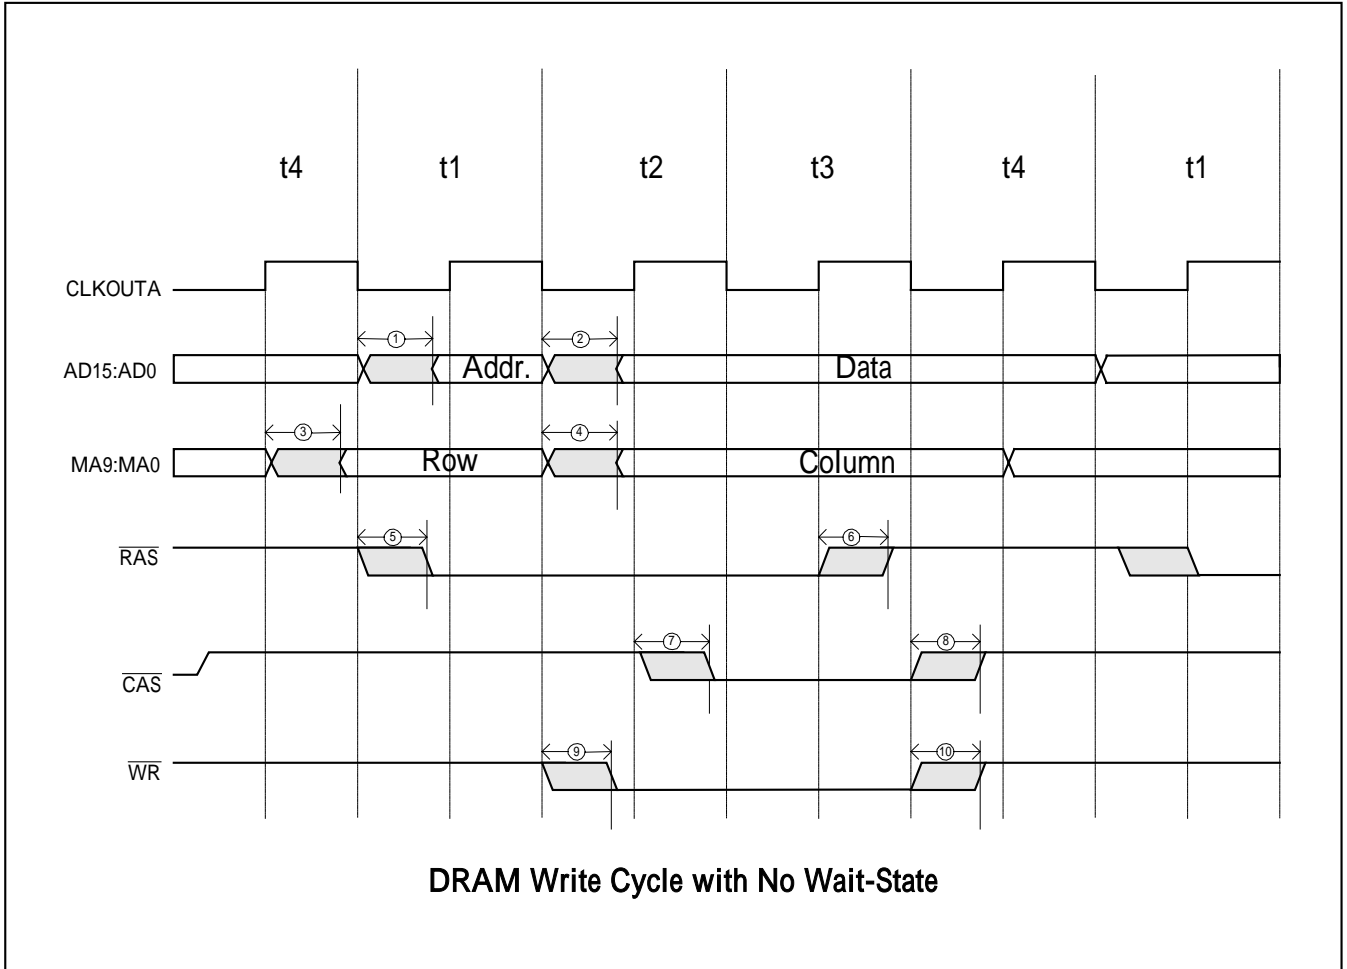 t4 t1 t2 t3 t4 t1
CLKOUTA
1 2
AD15:AD0 Addr. Data
3 4
MA9:MA0 Row Column
5 6
RAS
7 8
CAS
9 10
WR
DRAM Write Cycle with No Wait-State